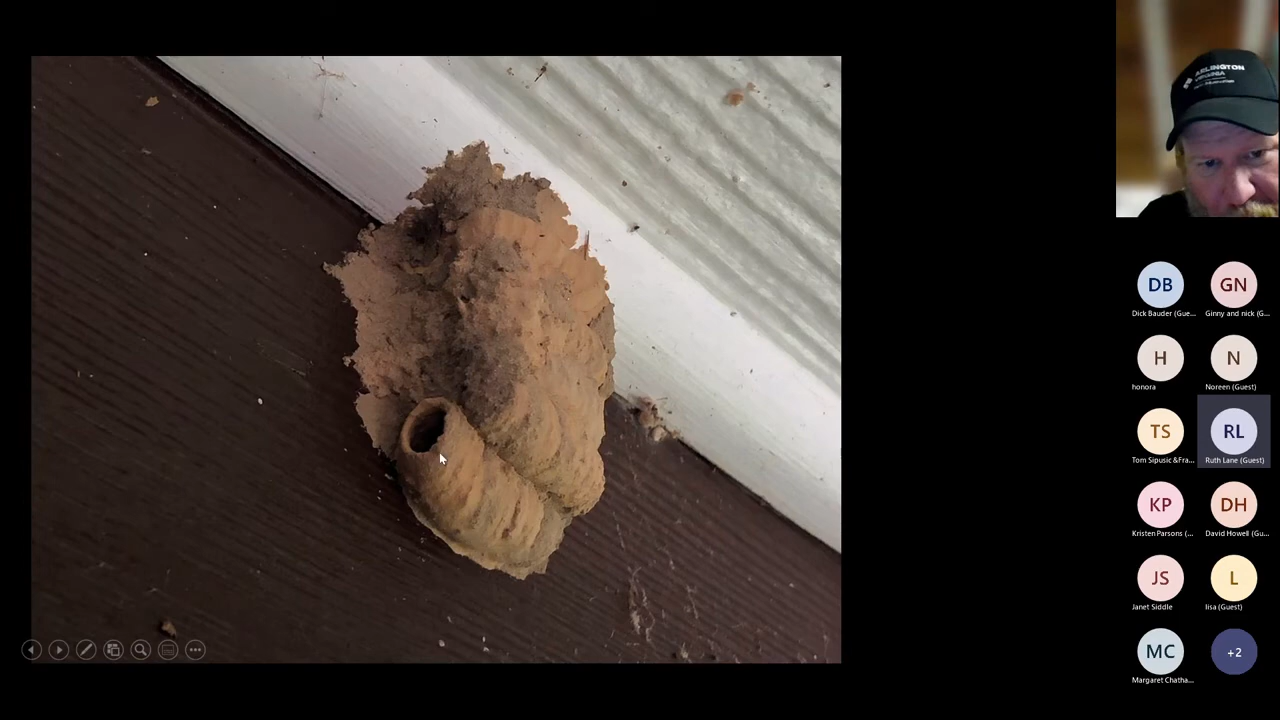 ARLINGTON
VIRGINIA
DB
GN
Dick Bauder (Gue...
Ginny and nick (G...
H
N
honora
Noreen (Guest)
TS
RL
Tom Sipusic &Fra...
Ruth Lane (Guest)
KP
DH
Kristen Parsons (...
David Howell (Gu...
JS
L
Janet Siddle
lisa (Guest)
MC
+2
Margaret Chatha...